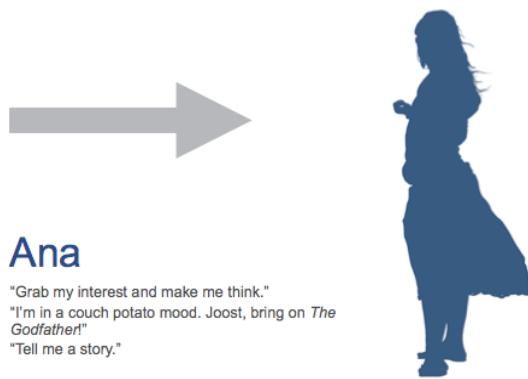 Ana
"Grab my interest and make me think."
"I'm in a couch potato mood. Joost, bring on The
Godfather!"
"Tell me a story."